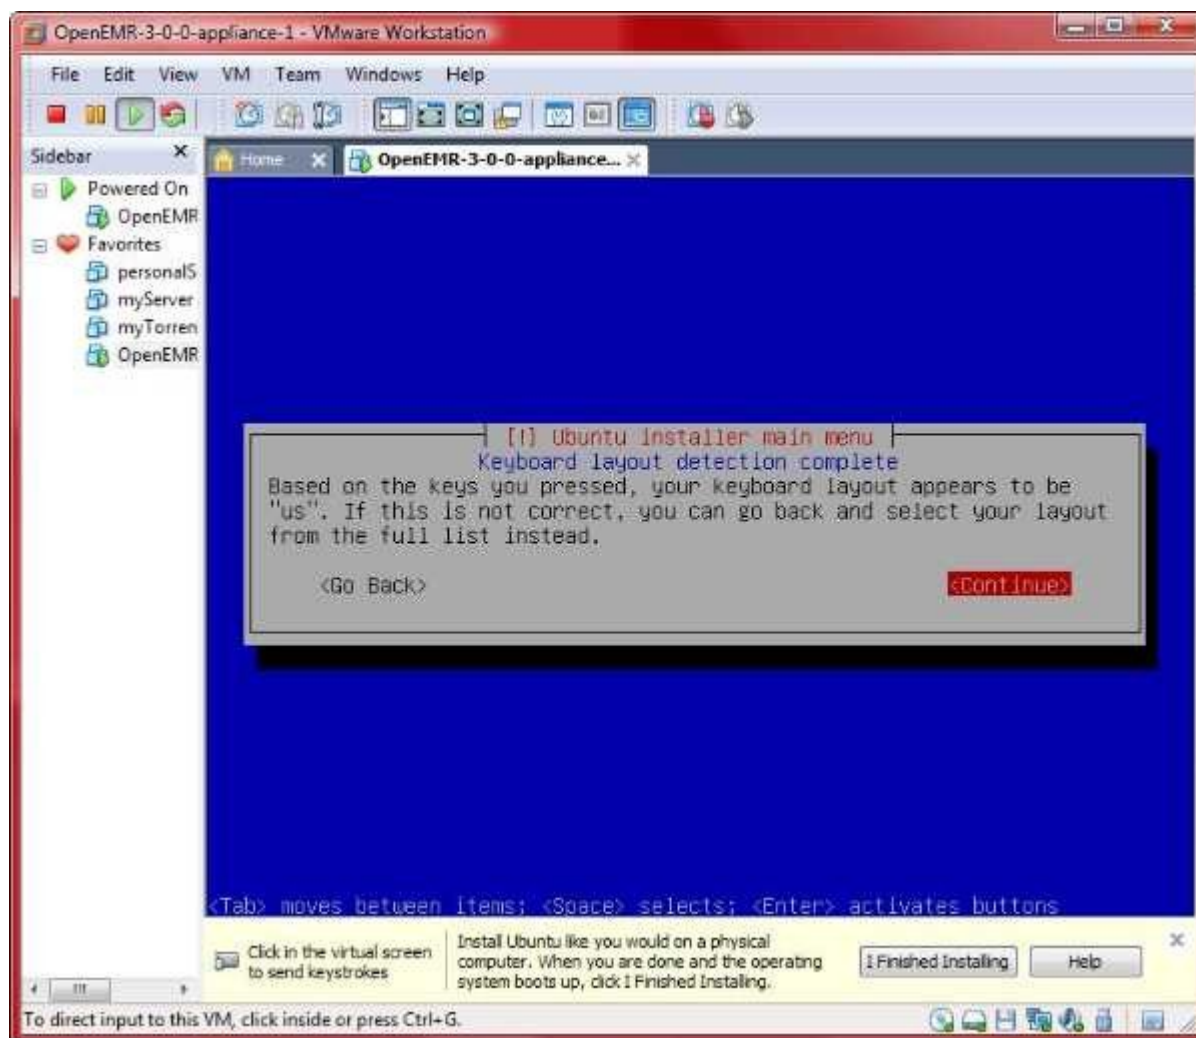 OpenEMR-3-0-0-appliance-1 - VMware Workstation
File Edit View VM Team Windows Help
Sidebar
Home
OpenEMR-3-0-0-appliance...
Powered On
OpenEMR
Favorites
personalS
myServer
myTorren
OpenEMR
[!] Ubuntu installer main menu
Keyboard layout detection complete
Based on the keys you pressed, your keyboard layout appears to be
"us". If this is not correct, you can go back and select your layout
from the full list instead.
<Go Back> <Continue>
<Tab> moves between items; <Space> selects; <Enter> activates buttons
Click in the virtual screen
to send keystrokes
Install Ubuntu like you would on a physical
computer. When you are done and the operating
system boots up, click I Finished Installing.
I Finished Installing
Help
To direct input to this VM, click inside or press Ctrl+G.